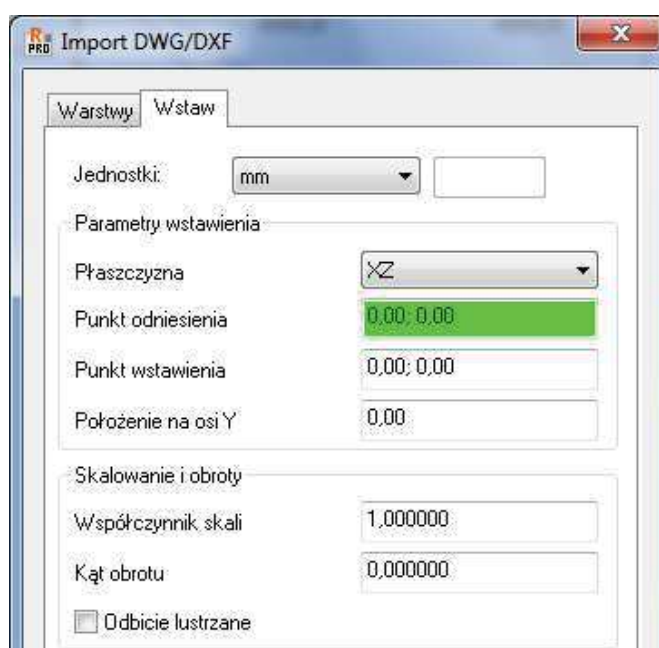 R
PRO
Import DWG/DXF
Warstwy
Wstaw
Jednostki:
mm
Parametry wstawienia
Płaszczyzna
XZ
Punkt odniesienia
0,00; 0,00
Punkt wstawienia
0,00; 0,00
Położenie na osi Y
0,00
Skalowanie i obroty
Współczynnik skali
1,000000
Kąt obrotu
0,000000
Odbicie lustrzane